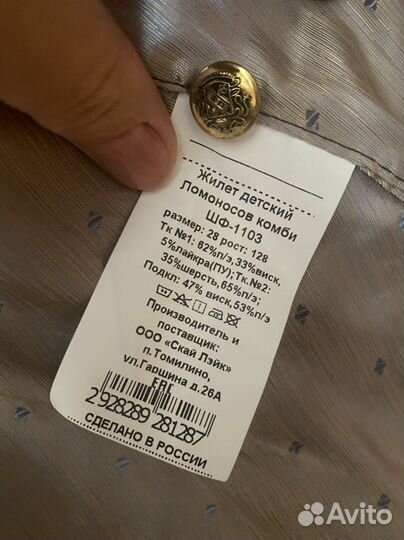 Жилет детский
Ломоносов комби
ШФ-1103
размер: 28 рост: 128
Тк №1: 62%п/э,33%виск,
5%лайкра(ПУ);Тк.№2:
35%шерсть,65%п/э;
Подкл: 47% виск,53%п/э
Производитель и
поставщик:
ООО «Скай Лэйк»
п.Томилино,
ул.Гаршина д.26А
ЕАС
2 928289 281287
СДЕЛАНО В РОССИИ
Avito